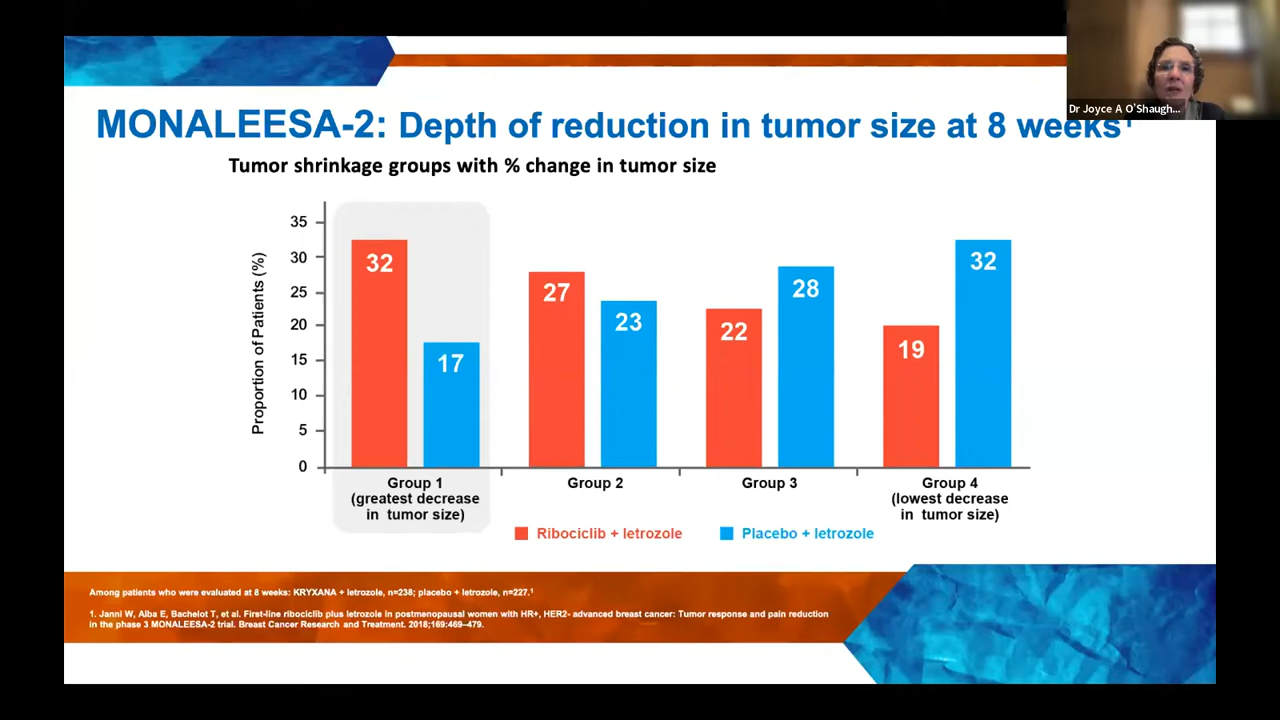 Dr Joyce A O'Shaugh...
MONALEESA-2: Depth of reduction in tumor size at 8 weeks¹
Tumor shrinkage groups with % change in tumor size
Proportion of Patients (%)
35
30
25
20
15
10
5
0
32
17
27
23
22
28
19
32
Group 1
(greatest decrease
in tumor size)
Group 2
Group 3
Group 4
(lowest decrease
in tumor size)
Ribociclib + letrozole
Placebo + letrozole
Among patients who were evaluated at 8 weeks: KRYXANA + letrozole, n=238; placebo + letrozole, n=227.¹
1. Janni W, Alba E, Bachelot T, et al. First-line ribociclib plus letrozole in postmenopausal women with HR+, HER2- advanced breast cancer: Tumor response and pain reduction
in the phase 3 MONALEESA-2 trial. Breast Cancer Research and Treatment. 2018;169:469–479.